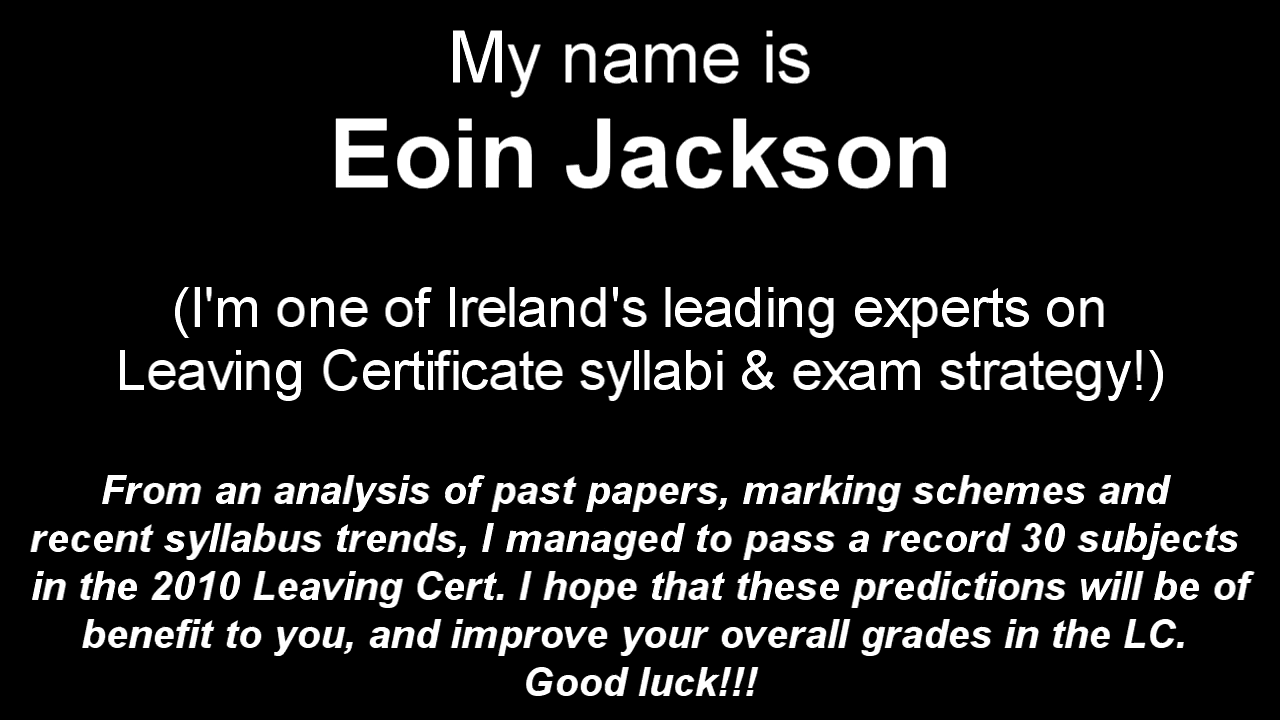 My name is
Eoin Jackson
(I'm one of Ireland's leading experts on
Leaving Certificate syllabi & exam strategy!)
From an analysis of past papers, marking schemes and
recent syllabus trends, I managed to pass a record 30 subjects
in the 2010 Leaving Cert. I hope that these predictions will be of
benefit to you, and improve your overall grades in the LC.
Good luck!!!